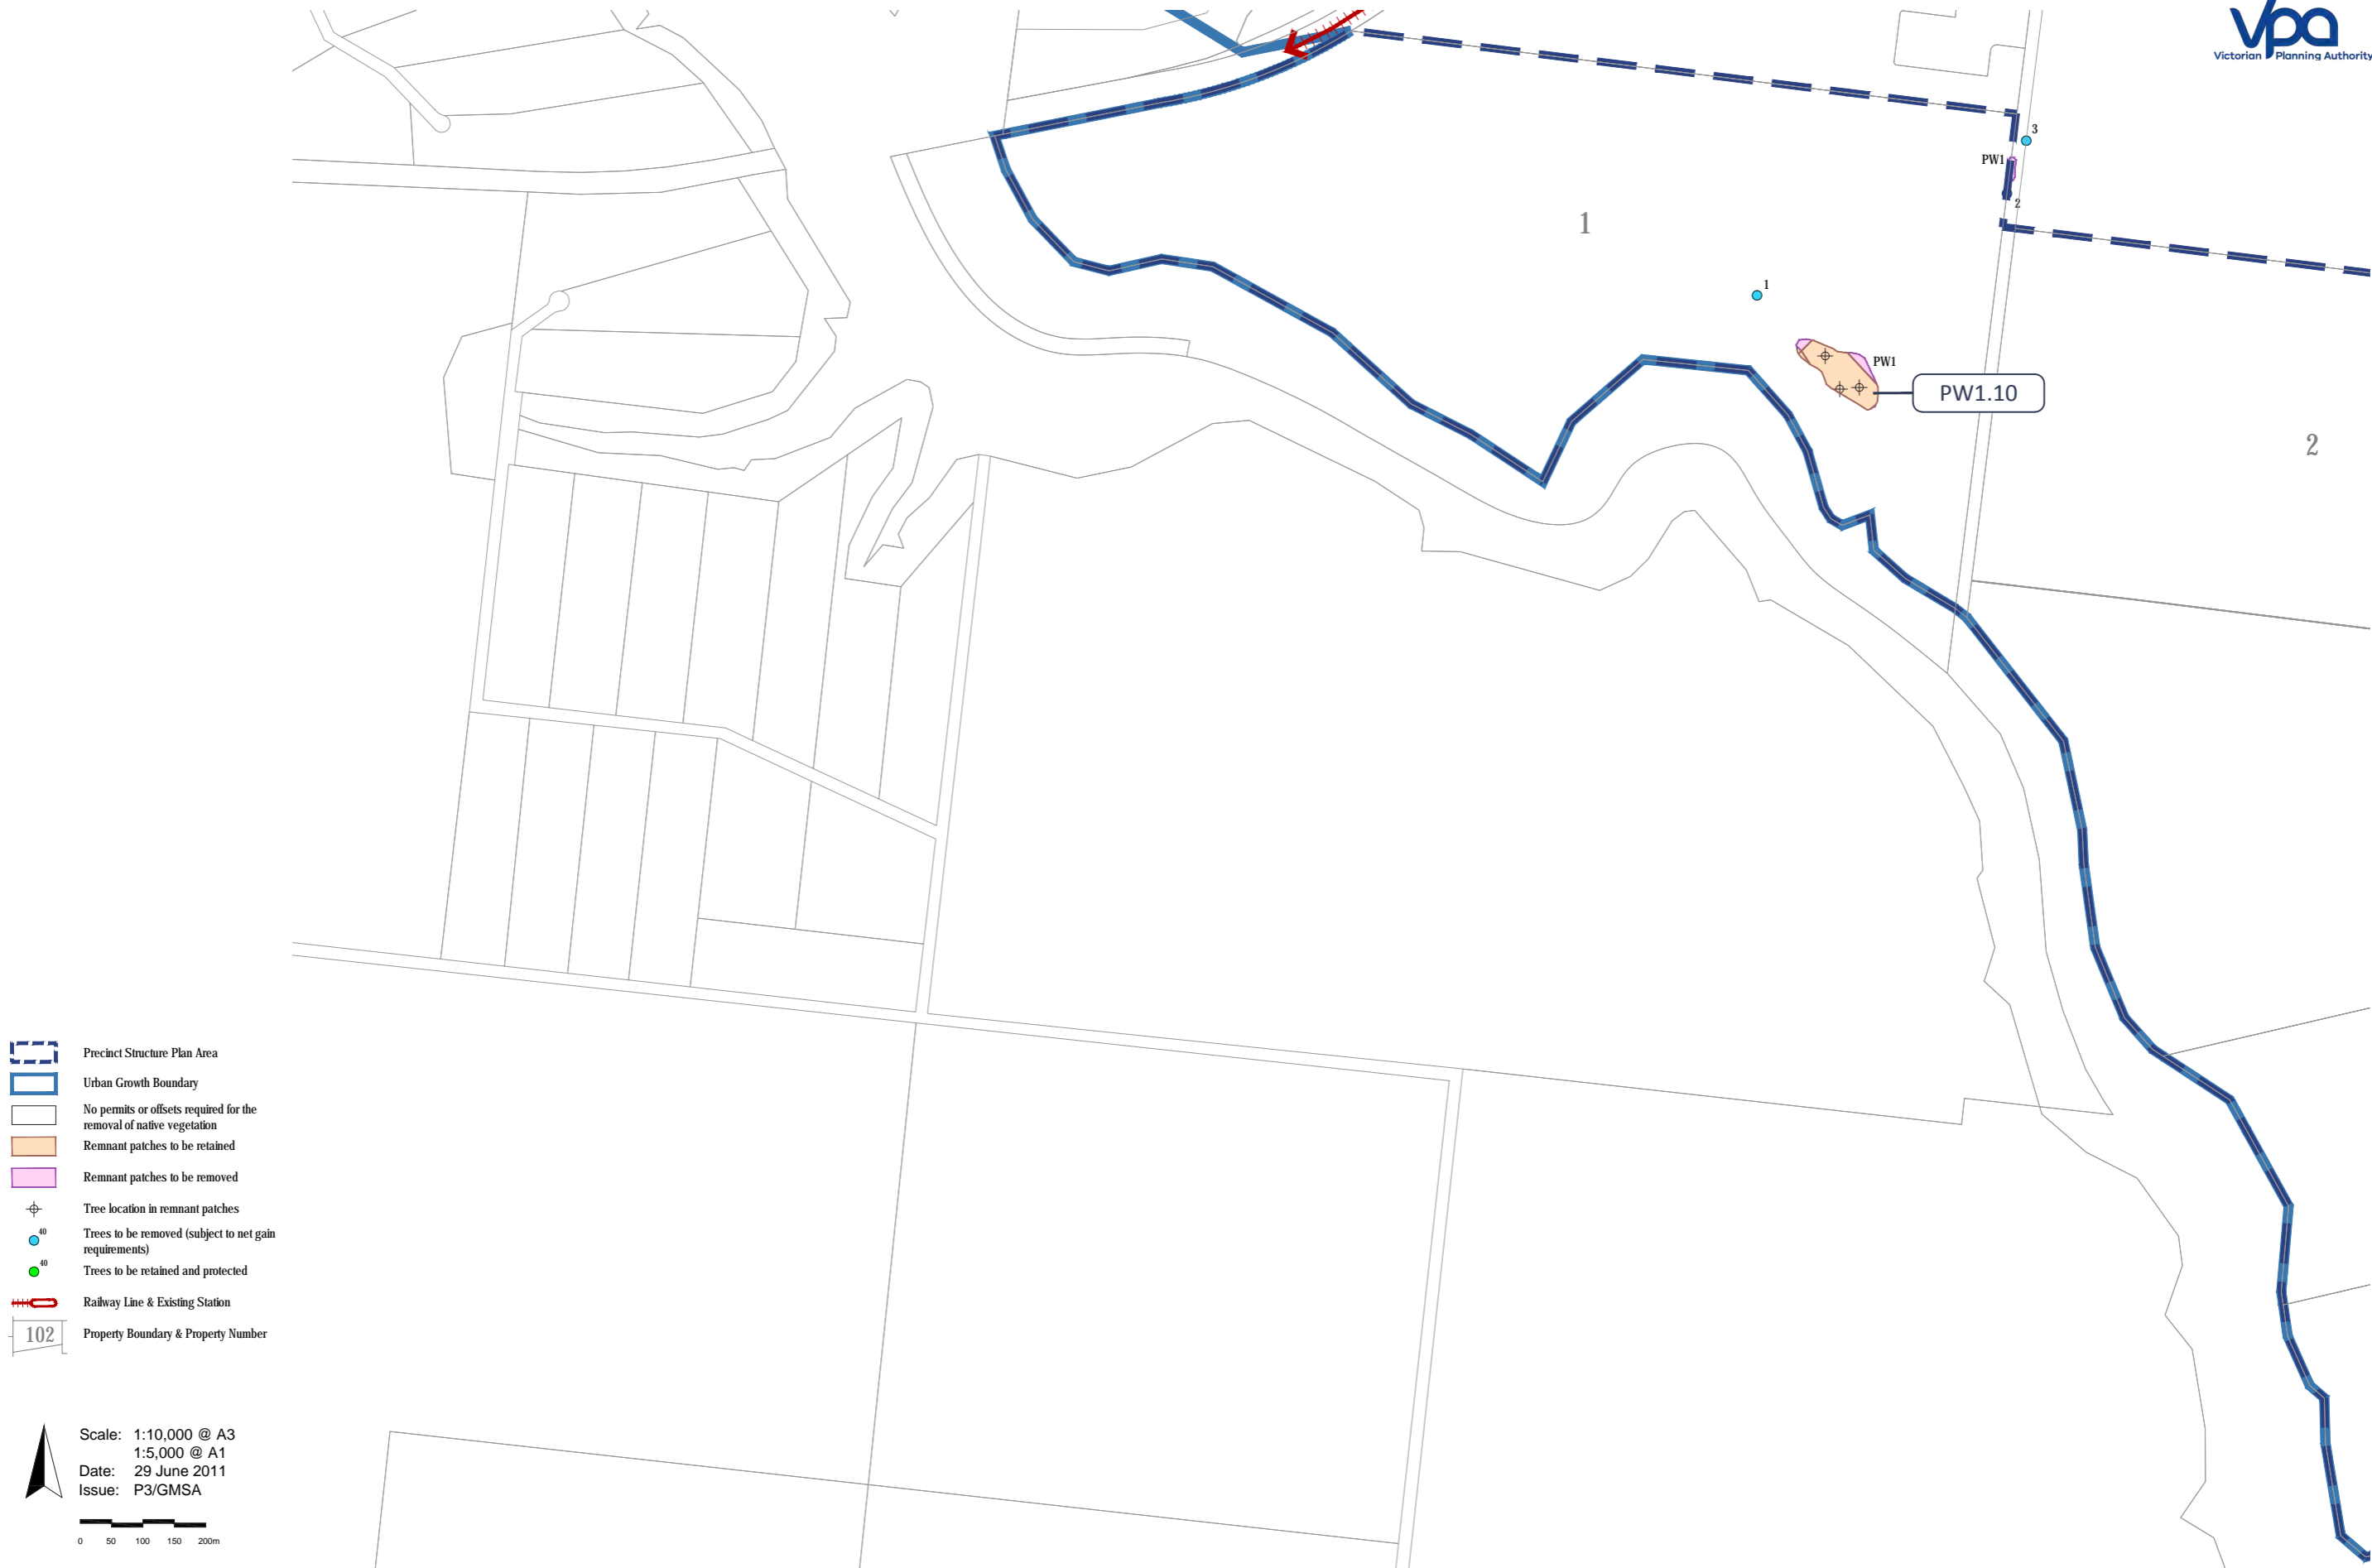 vpa
Victorian Planning Authority
3
PW1
2
1
1
PW1
PW1.10
2
Precinct Structure Plan Area
Urban Growth Boundary
No permits or offsets required for the
removal of native vegetation
Remnant patches to be retained
Remnant patches to be removed
Tree location in remnant patches
40
Trees to be removed (subject to net gain
requirements)
40
Trees to be retained and protected
Railway Line & Existing Station
102
Property Boundary & Property Number
Scale: 1:10,000 @ A3
1:5,000 @ A1
Date: 29 June 2011
Issue: P3/GMSA
0 50 100 150 200m